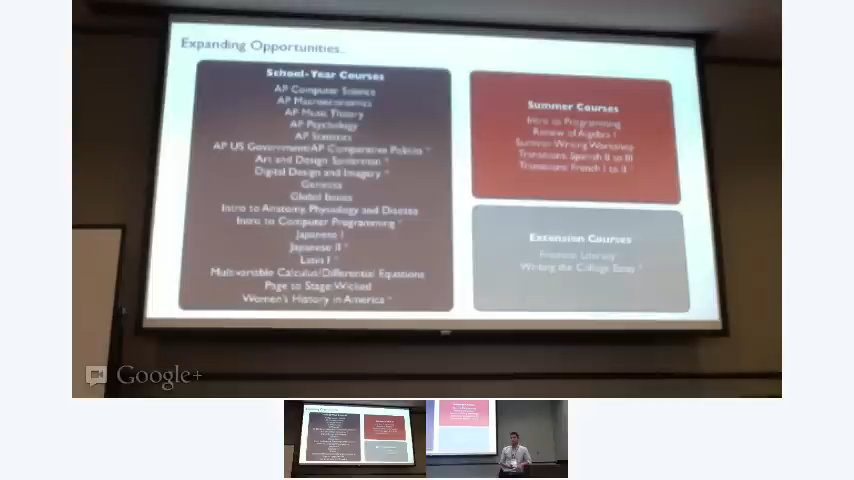 Expanding Opportunities...
School-Year Courses
AP Computer Science
AP Macroeconomics
AP Music Theory
AP Psychology
AP Statistics
AP US Government/AP Comparative Politics *
Art and Design Seminar *
Digital Design and Imagery *
Genetics
Global Issues
Intro to Anatomy, Physiology and Disease
Intro to Computer Programming *
Japanese I
Japanese II *
Latin I *
Multivariable Calculus/Differential Equations
Page to Stage: Wicked
Women's History in America *
Summer Courses
Intro to Programming
Review of Algebra I
Summer Writing Workshop
Transitions: Spanish II to III
Transitions: French I to II
Extension Courses
Literacy
Writing the College Essay *
Google+